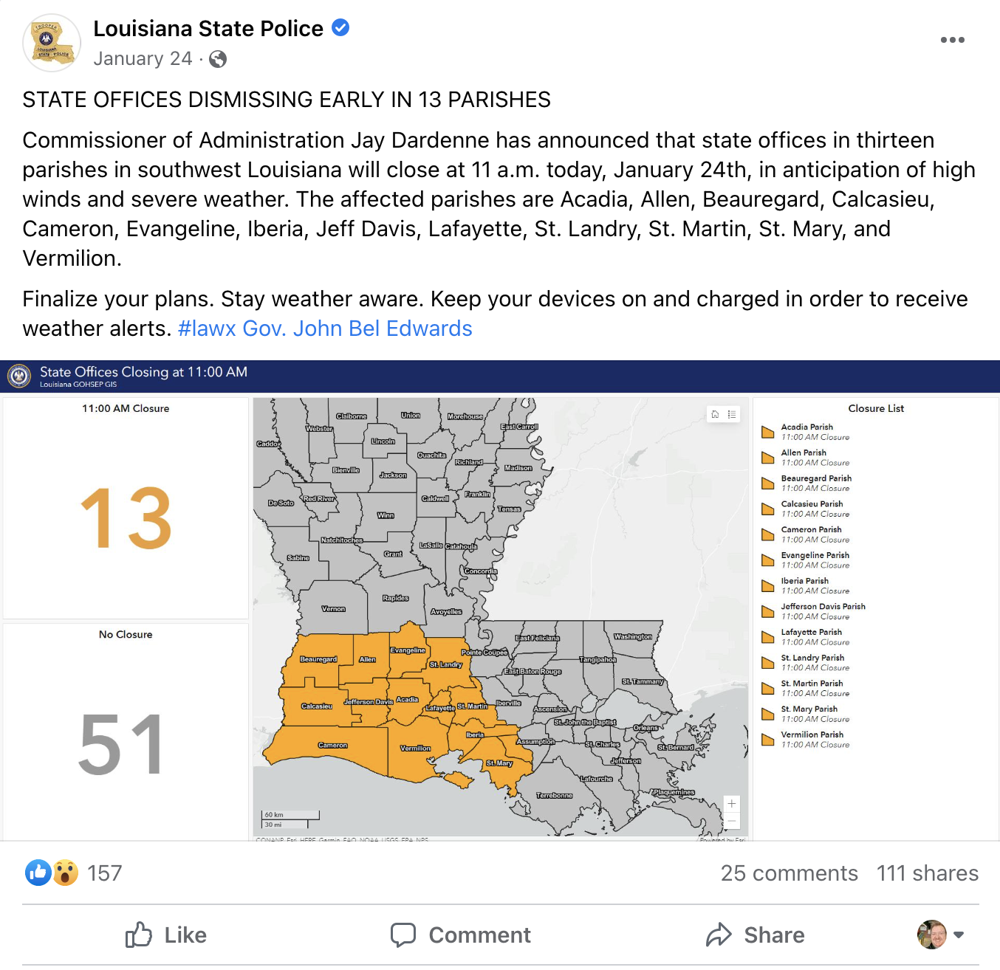 Louisiana State Police
January 24 ·
STATE OFFICES DISMISSING EARLY IN 13 PARISHES
Commissioner of Administration Jay Dardenne has announced that state offices in thirteen
parishes in southwest Louisiana will close at 11 a.m. today, January 24th, in anticipation of high
winds and severe weather. The affected parishes are Acadia, Allen, Beauregard, Calcasieu,
Cameron, Evangeline, Iberia, Jeff Davis, Lafayette, St. Landry, St. Martin, St. Mary, and
Vermilion.
Finalize your plans. Stay weather aware. Keep your devices on and charged in order to receive
weather alerts. #lawx Gov. John Bel Edwards
State Offices Closing at 11:00 AM
Louisiana GOHSEP GIS
11:00 AM Closure
13
No Closure
51
Claiborne
Union
Morehouse
Webster
East Carroll
Caddo
Lincoln
Ouachita
Richland
Madison
Bienville
Jackson
De Soto
Red River
Caldwell
Franklin
Tensas
Winn
Natchitoches
Sabine
Grant
LaSalle
Catahoula
Concordia
Rapides
Vernon
Avoyelles
East Feliciana
Washington
Beauregard
Allen
Evangeline
St. Landry
Pointe Coupee
Tangipahoa
East Baton Rouge
St. Tammany
Calcasieu
Jefferson Davis
Acadia
Lafayette
St. Martin
Iberville
Ascension
St. John the Baptist
Orleans
Cameron
Vermilion
Iberia
Assumption
St. Charles
St. Bernard
St. Mary
Jefferson
Lafourche
Terrebonne
Plaquemines
60 km
30 mi
CONANP, Esri, HERE, Garmin, FAO, NOAA, USGS, EPA, NPS
Powered by Esri
+
−
Closure List
Acadia Parish
11:00 AM Closure
Allen Parish
11:00 AM Closure
Beauregard Parish
11:00 AM Closure
Calcasieu Parish
11:00 AM Closure
Cameron Parish
11:00 AM Closure
Evangeline Parish
11:00 AM Closure
Iberia Parish
11:00 AM Closure
Jefferson Davis Parish
11:00 AM Closure
Lafayette Parish
11:00 AM Closure
St. Landry Parish
11:00 AM Closure
St. Martin Parish
11:00 AM Closure
St. Mary Parish
11:00 AM Closure
Vermilion Parish
11:00 AM Closure
157
25 comments 111 shares
Like
Comment
Share